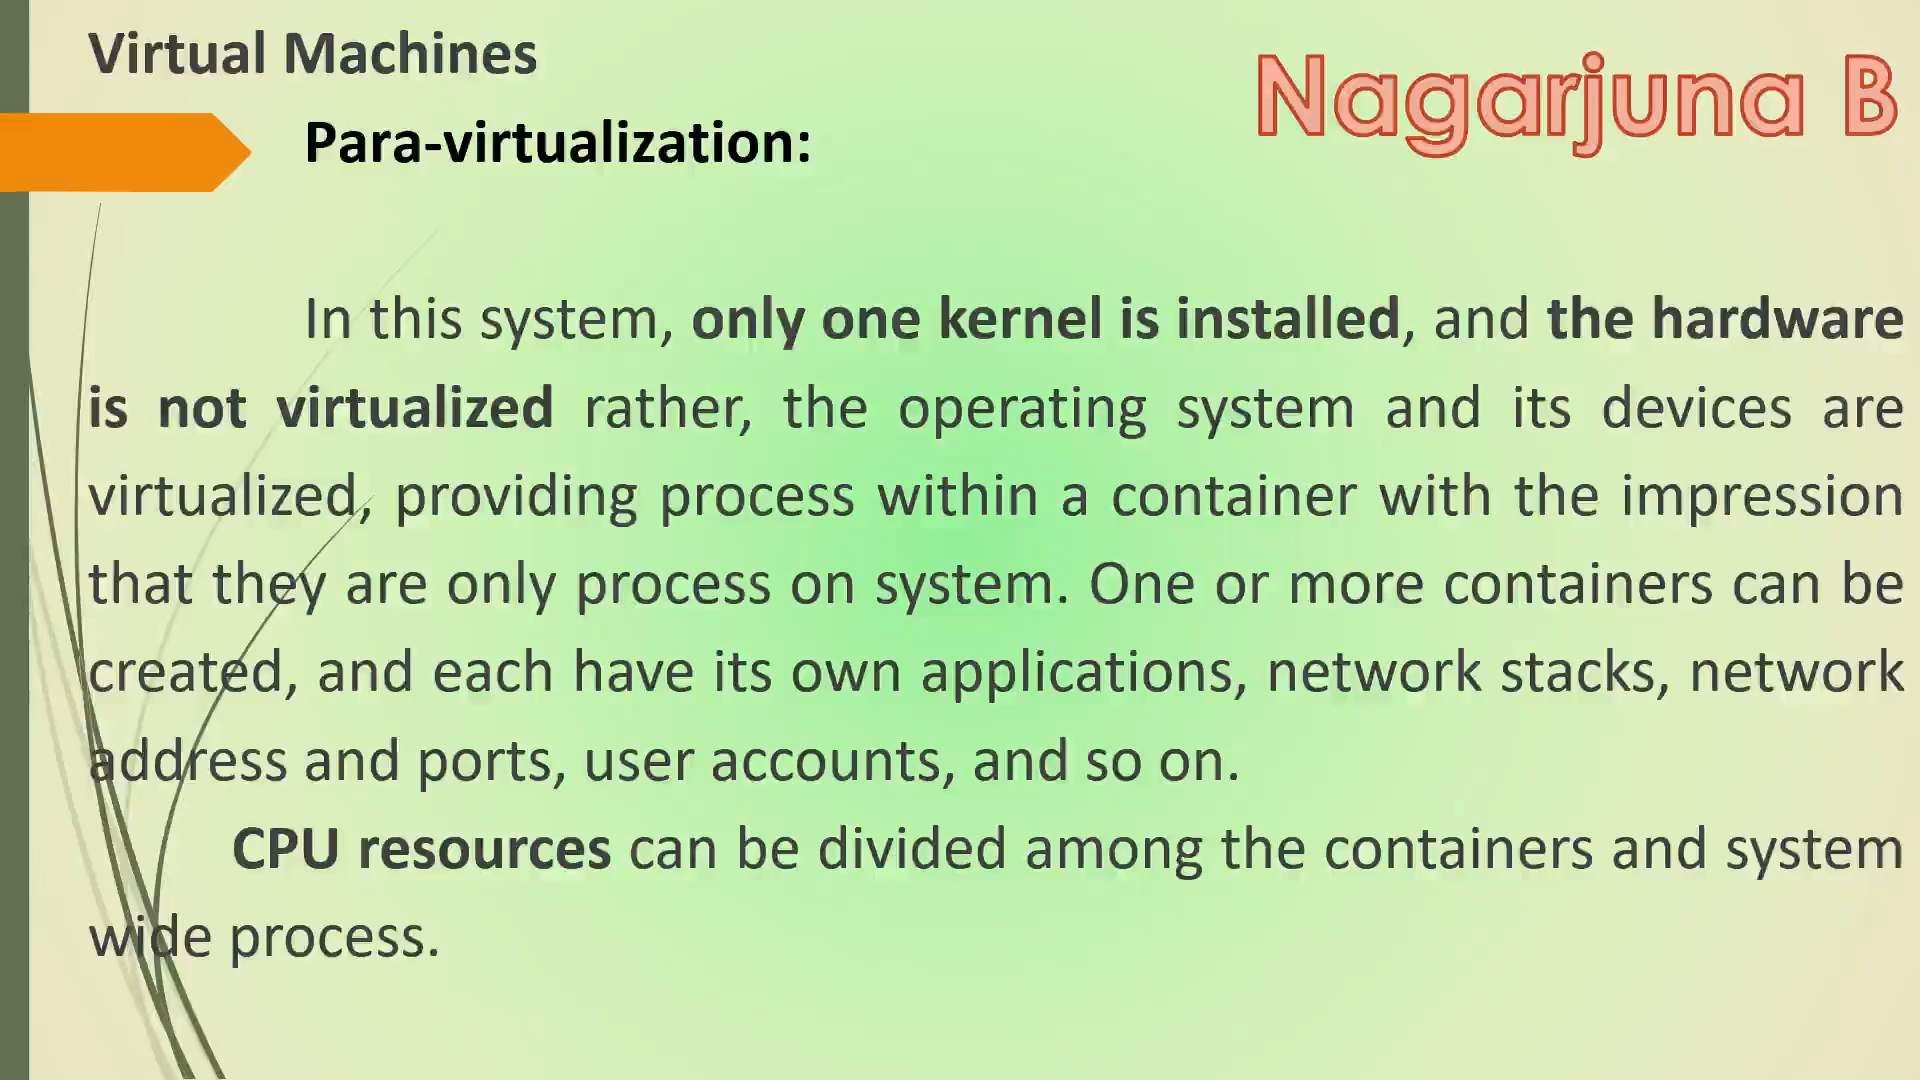 Virtual Machines
Nagarjuna B
Para-virtualization:
In this system, only one kernel is installed, and the hardware
is not virtualized rather, the operating system and its devices are
virtualized, providing process within a container with the impression
that they are only process on system. One or more containers can be
created, and each have its own applications, network stacks, network
address and ports, user accounts, and so on.
CPU resources can be divided among the containers and system
wide process.